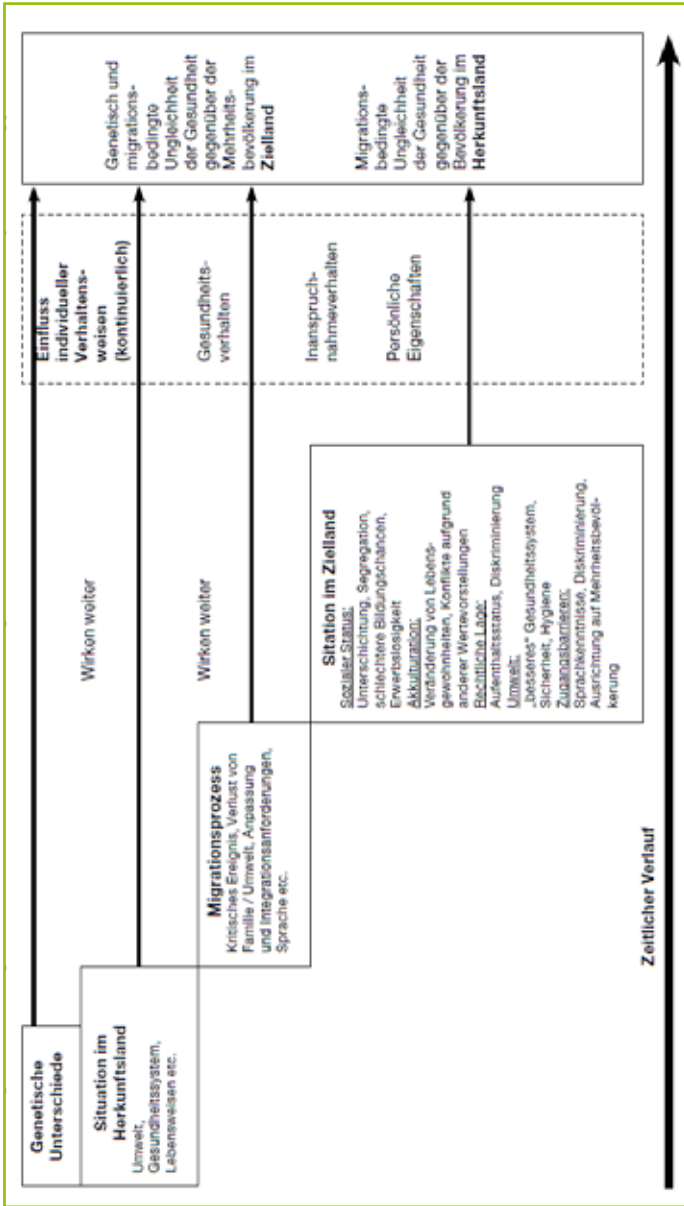 Genetische
Unterschiede
Situation im
Herkunftsland
Umwelt,
Gesundheitssystem,
Lebensweisen etc.
Migrationsprozess
Kritisches Ereignis, Verlust von
Familie / Umwelt, Anpassung
und Integrationsanforderungen,
Sprache etc.
Sitation im Zielland
Sozialer Status:
Unterschichtung, Segregation,
schlechtere Bildungschancen,
Erwerbslosigkeit
Akkulturation:
Veränderung von Lebens-
gewohnheiten, Konflikte aufgrund
anderer Wertevorstellungen
Rechtliche Lage:
Aufenthaltsstatus, Diskriminierung
Umwelt:
„besseres“ Gesundheitssystem,
Sicherheit, Hygiene
Zugangsbarrieren:
Sprachkenntnisse, Diskriminierung,
Ausrichtung auf Mehrheitsbevöl-
kerung
Wirken weiter
Wirken weiter
Einfluss
individueller
Verhaltens-
weisen
(kontinuierlich)
Gesundheits-
verhalten
Inanspruch-
nahmeverhalten
Persönliche
Eigenschaften
Genetisch und
migrations-
bedingte
Ungleichheit
der Gesundheit
gegenüber der
Mehrheits-
bevölkerung im
Zielland
Migrations-
bedingte
Ungleichheit
der Gesundheit
gegenüber der
Bevölkerung im
Herkunftsland
Zeitlicher Verlauf